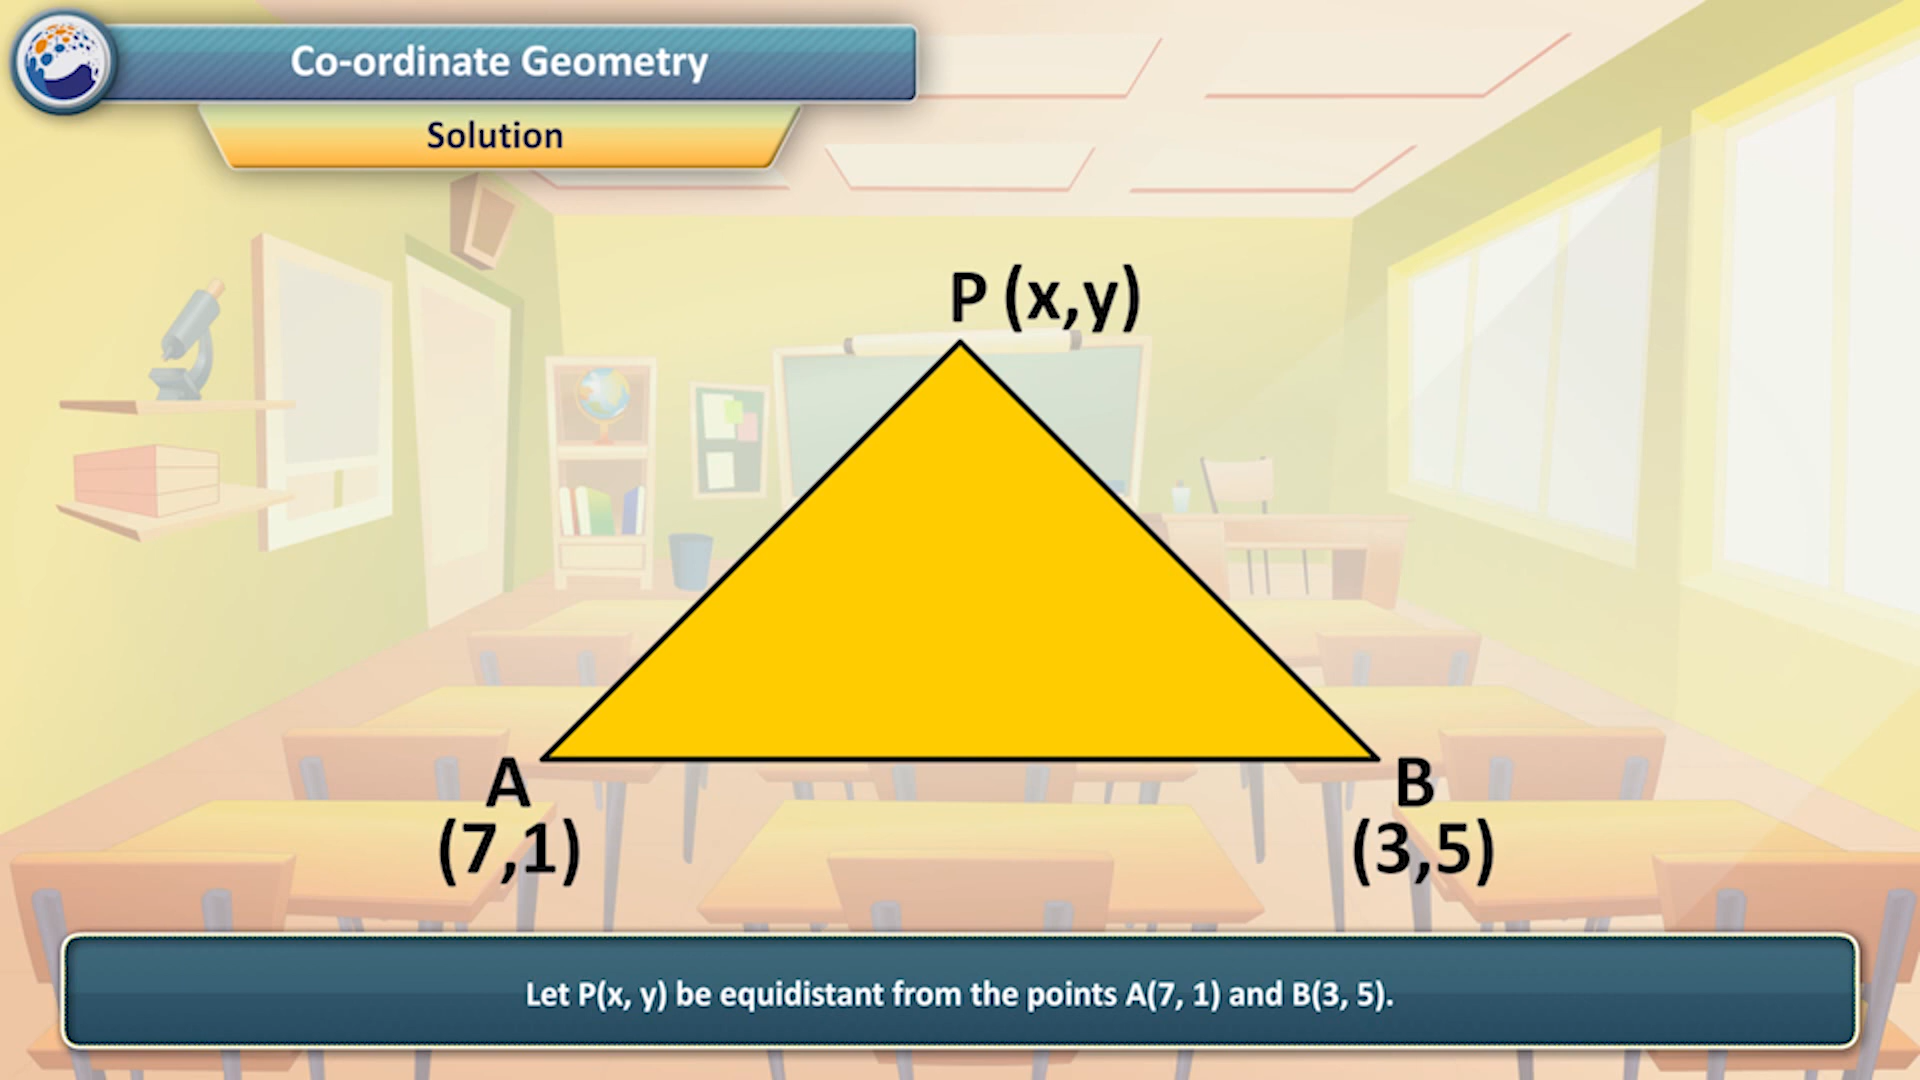 Co-ordinate Geometry
Solution
P (x,y)
A
(7,1)
B
(3,5)
Let P(x, y) be equidistant from the points A(7, 1) and B(3, 5).